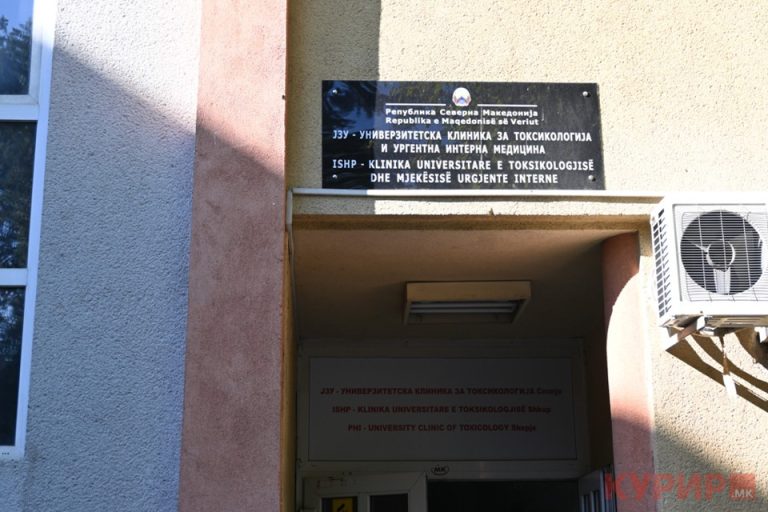 Република Северна Македонија
Republika e Maqedonisë së Veriut
ЈЗУ - УНИВЕРЗИТЕТСКА КЛИНИКА ЗА ТОКСИКОЛОГИЈА
И УРГЕНТНА ИНТЕРНА МЕДИЦИНА
ISHP - KLINIKA UNIVERSITARE E TOKSIKOLOGJISË
DHE MJEKËSISË URGJENTE INTERNE
ЈЗУ - УНИВЕРЗИТЕТСКА КЛИНИКА ЗА ТОКСИКОЛОГИЈА Скопје
ISHP - KLINIKA UNIVERSITARE E TOKSIKOLOGJISË Shkup
PHI - UNIVERSITY CLINIC OF TOXICOLOGY Skopje
MK
КУРИР.MK